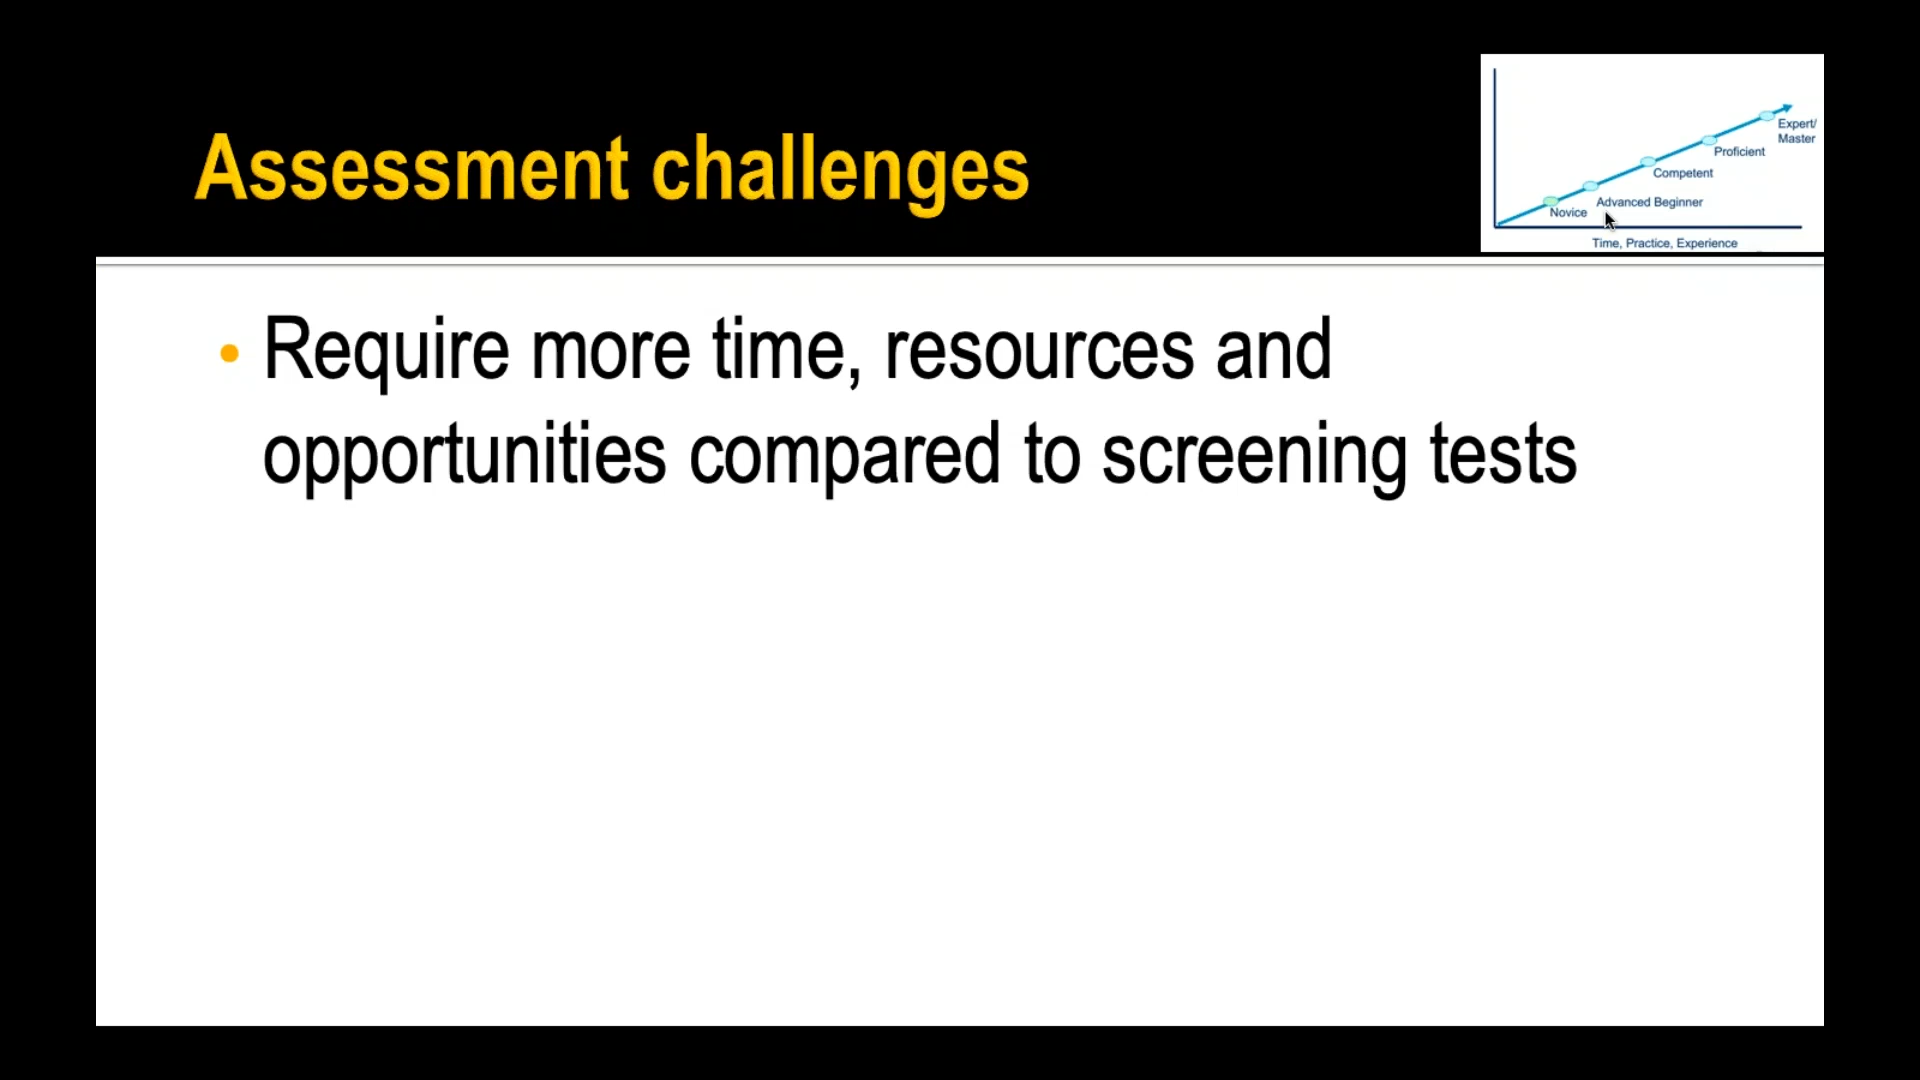 Assessment challenges
Expert/
Master
Proficient
Competent
Advanced Beginner
Novice
Time, Practice, Experience
• Require more time, resources and
opportunities compared to screening tests